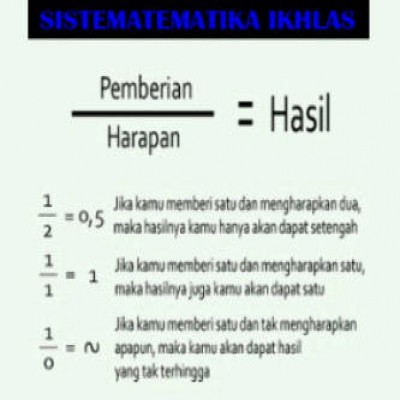 SISTEMATEMATIKA IKHLAS
Pemberian
Harapan
= Hasil
1
2
= 0,5
Jika kamu memberi satu dan mengharapkan dua,
maka hasilnya kamu hanya akan dapat setengah
1
1
= 1
Jika kamu memberi satu dan mengharapkan satu,
maka hasilnya juga kamu akan dapat satu
1
0
= ~
Jika kamu memberi satu dan tak mengharapkan
apapun, maka kamu akan dapat hasil
yang tak terhingga